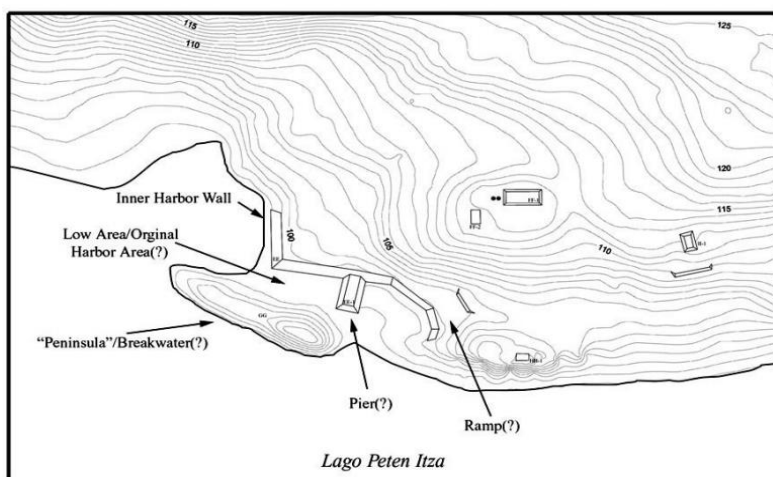 115
110
125
120
115
110
105
100
Inner Harbor Wall
Low Area/Orginal
Harbor Area(?)
"Peninsula"/Breakwater(?)
GG
Pier(?)
Ramp(?)
Lago Peten Itza